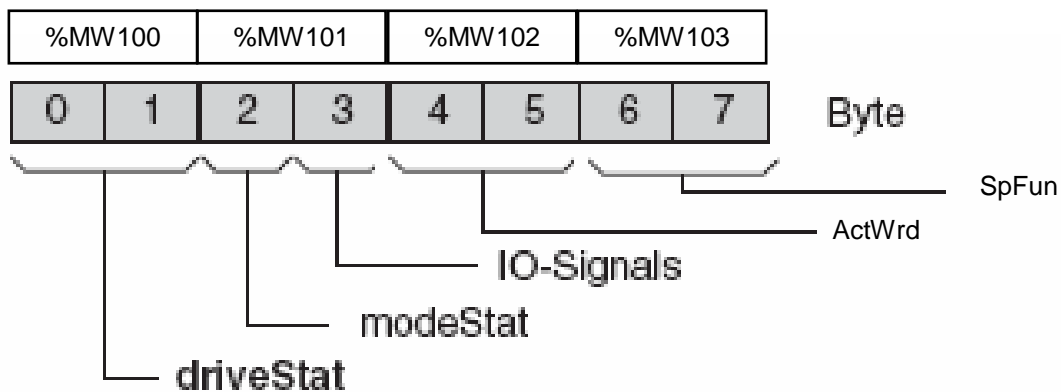 %MW100 %MW101 %MW102 %MW103
0 1 2 3 4 5 6 7 Byte
SpFun
ActWrd
IO-Signals
modeStat
driveStat